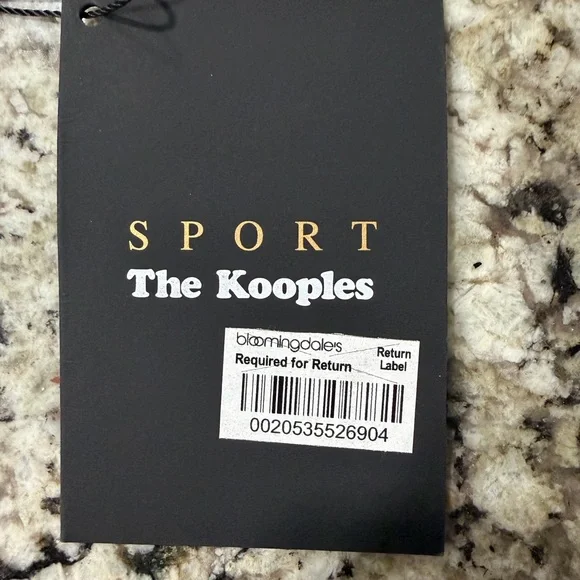 SPORT
The Kooples
bloomingdale's
Return
Required for Return
Label
0020535526904